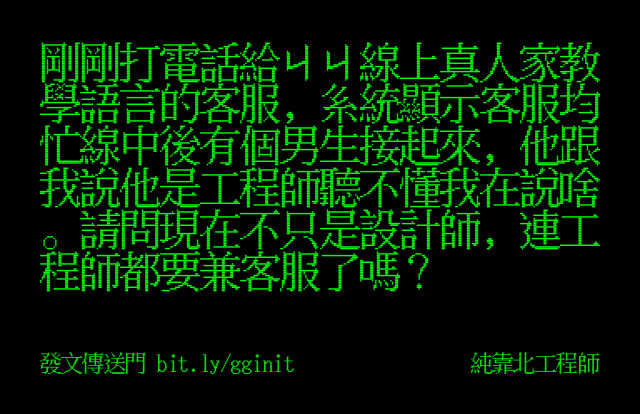 剛剛打電話給ㄐㄐ線上真人家教
學語言的客服，系統顯示客服均
忙線中後有個男生接起來，他跟
我說他是工程師聽不懂我在說啥
。請問現在不只是設計師，連工
程師都要兼客服了嗎？
發文傳送門 bit.ly/gginit
純靠北工程師